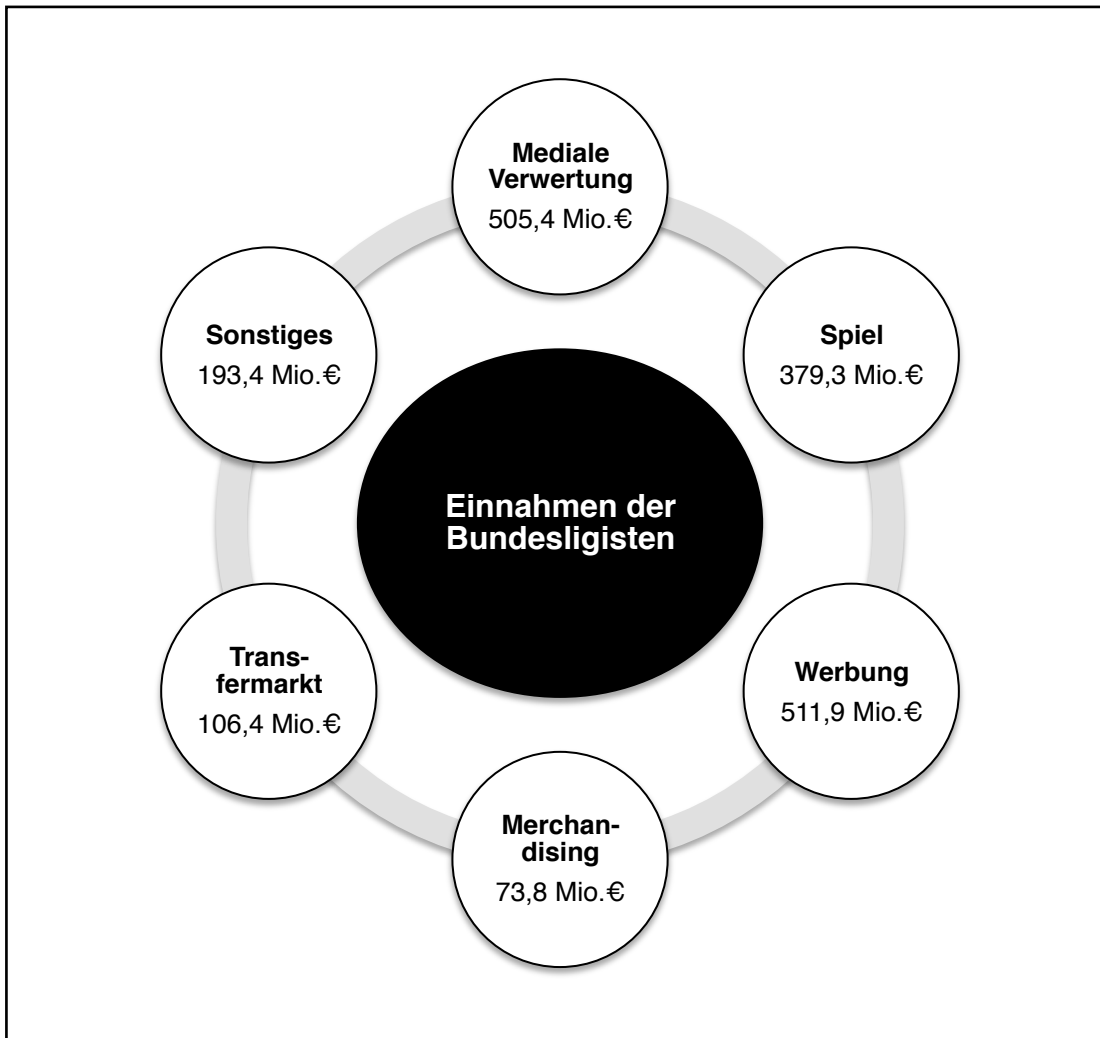 Mediale
Verwertung
505,4 Mio.€
Spiel
379,3 Mio.€
Werbung
511,9 Mio.€
Merchan-
dising
73,8 Mio.€
Trans-
fermarkt
106,4 Mio.€
Sonstiges
193,4 Mio.€
Einnahmen der
Bundesligisten